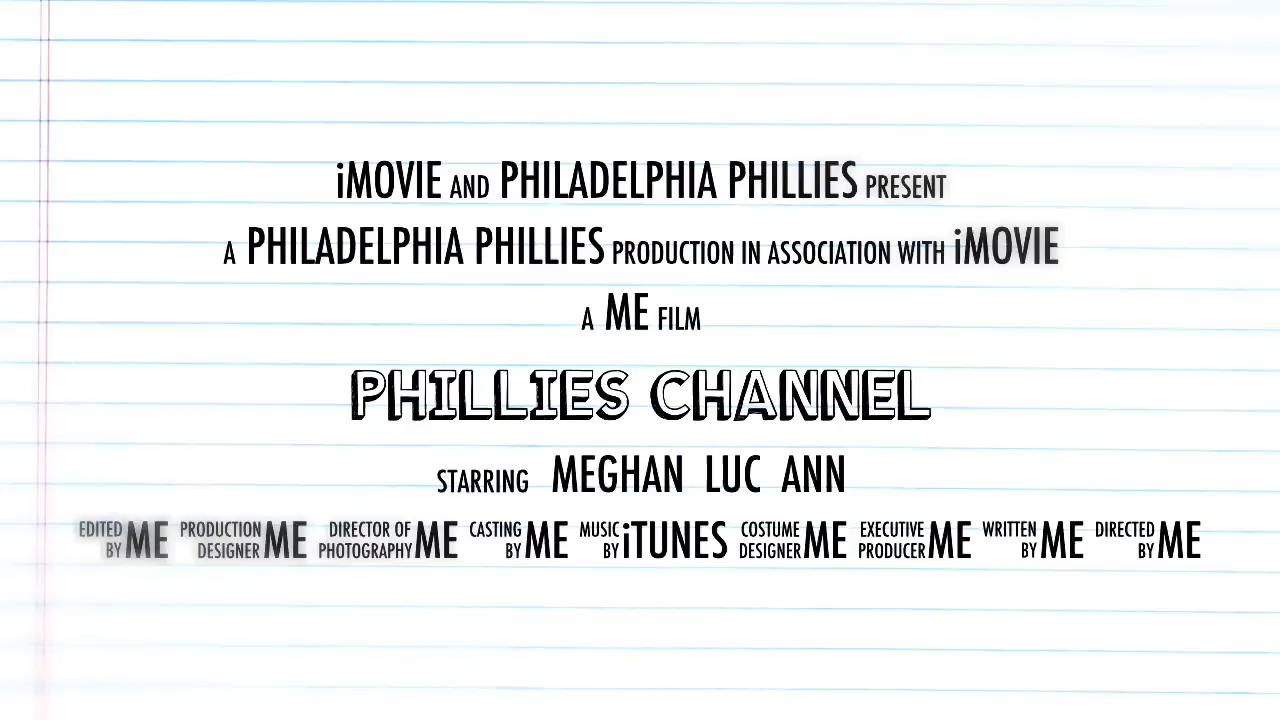 iMOVIE AND PHILADELPHIA PHILLIES PRESENT
A PHILADELPHIA PHILLIES PRODUCTION IN ASSOCIATION WITH iMOVIE
A ME FILM
PHILLIES CHANNEL
STARRING MEGHAN LUC ANN
EDITED BY ME PRODUCTION DESIGNER ME DIRECTOR OF PHOTOGRAPHY ME CASTING BY ME MUSIC BY iTUNES COSTUME DESIGNER ME EXECUTIVE PRODUCER ME WRITTEN BY ME DIRECTED BY ME